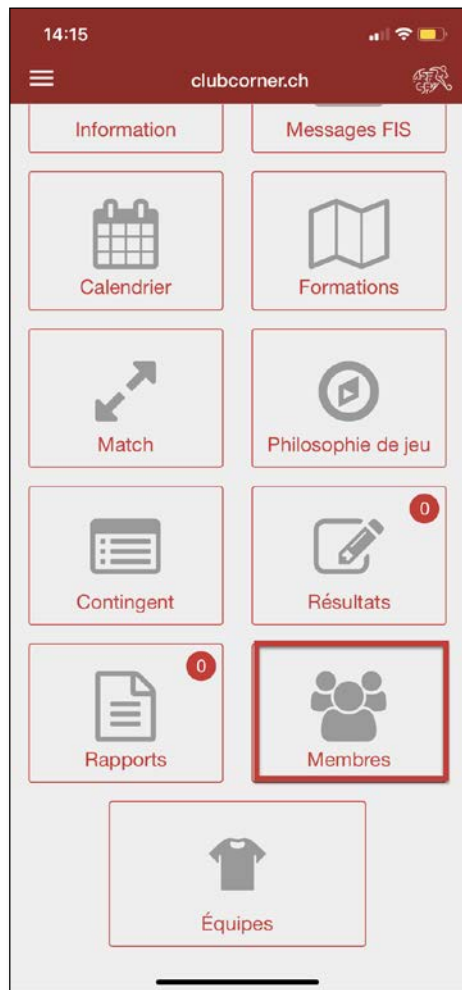 14:15
clubcorner.ch
Information Messages FIS
Calendrier Formations
Match Philosophie de jeu
0
Contingent Résultats
0
Rapports Membres
Équipes